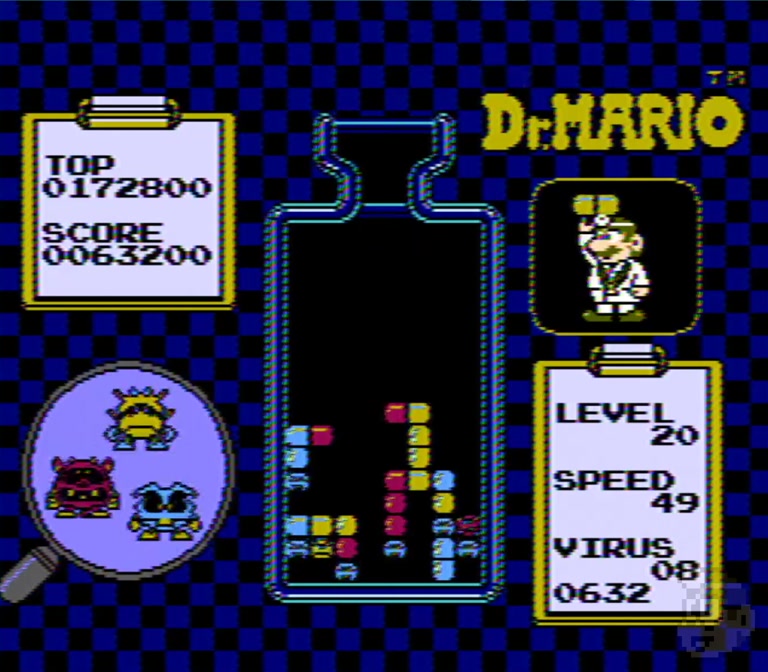 TM
Dr. MARIO
TOP
0172800
SCORE
0063200
LEVEL
20
SPEED
49
VIRUS
08
0632